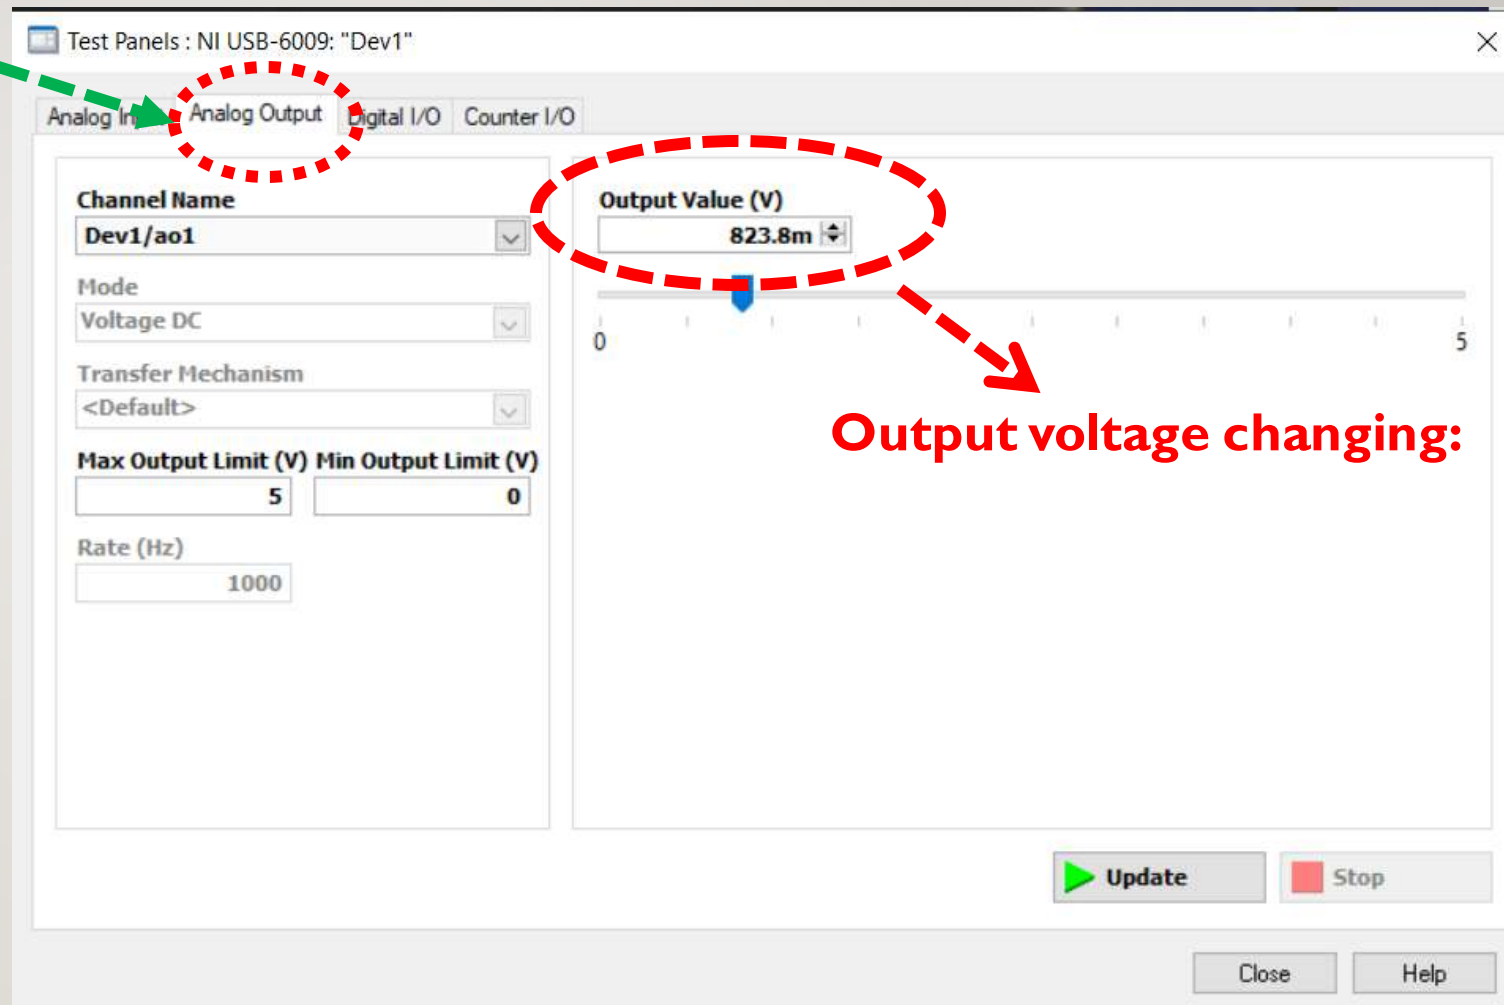 Test Panels : NI USB-6009: "Dev1"
Analog Output Digital I/O Counter I/O
Channel Name
Dev1/ao1
Mode
Voltage DC
Transfer Mechanism
<Default>
Max Output Limit (V) Min Output Limit (V)
5 0
Rate (Hz)
1000
Output Value (V)
823.8m
0 5
Output voltage changing:
Update Stop
Close Help